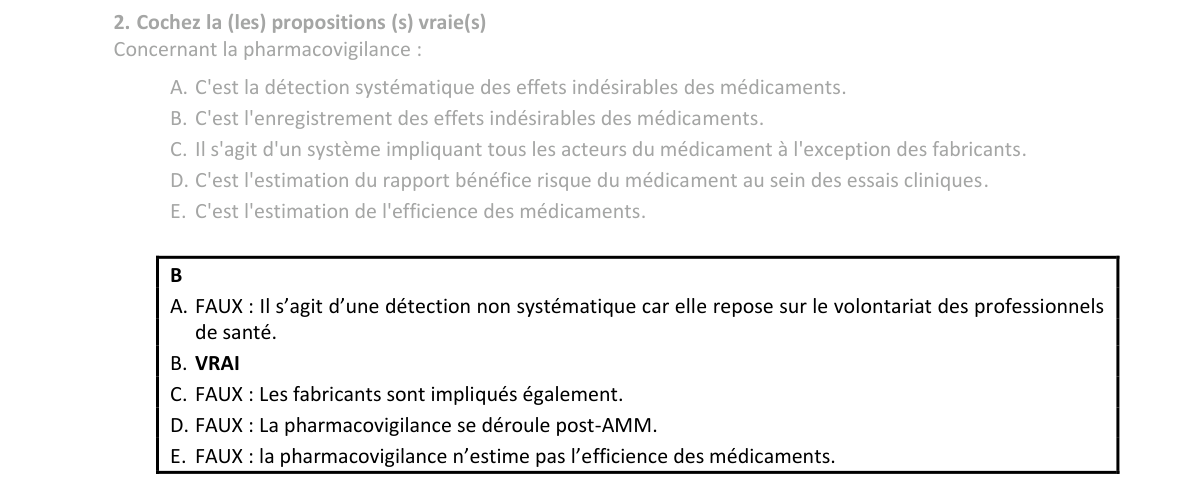 2. Cochez la (les) propositions (s) vraie(s)
Concernant la pharmacovigilance :
A. C'est la détection systématique des effets indésirables des médicaments.
B. C'est l'enregistrement des effets indésirables des médicaments.
C. Il s'agit d'un système impliquant tous les acteurs du médicament à l'exception des fabricants.
D. C'est l'estimation du rapport bénéfice risque du médicament au sein des essais cliniques.
E. C'est l'estimation de l'efficience des médicaments.
B
A. FAUX : Il s’agit d’une détection non systématique car elle repose sur le volontariat des professionnels
de santé.
B. VRAI
C. FAUX : Les fabricants sont impliqués également.
D. FAUX : La pharmacovigilance se déroule post-AMM.
E. FAUX : la pharmacovigilance n’estime pas l’efficience des médicaments.